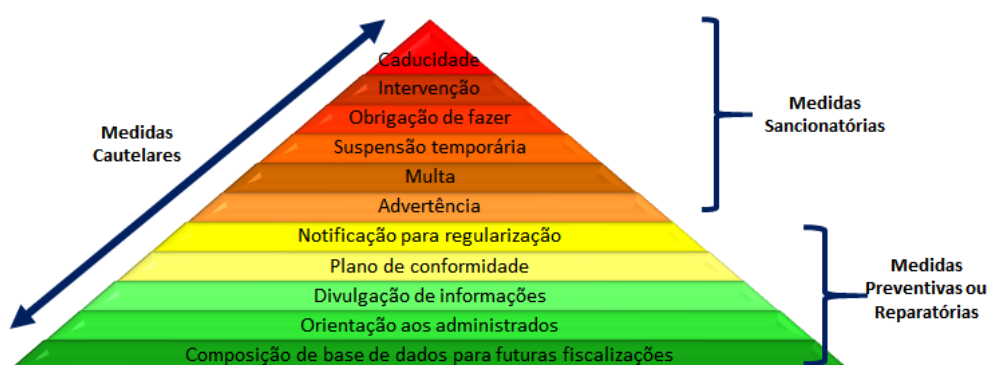 Caducidade
Intervenção
Obrigação de fazer
Suspensão temporária
Multa
Advertência
Notificação para regularização
Plano de conformidade
Divulgação de informações
Orientação aos administrados
Composição de base de dados para futuras fiscalizações
Medidas
Cautelares
Medidas
Sancionatórias
Medidas
Preventivas ou
Reparatórias